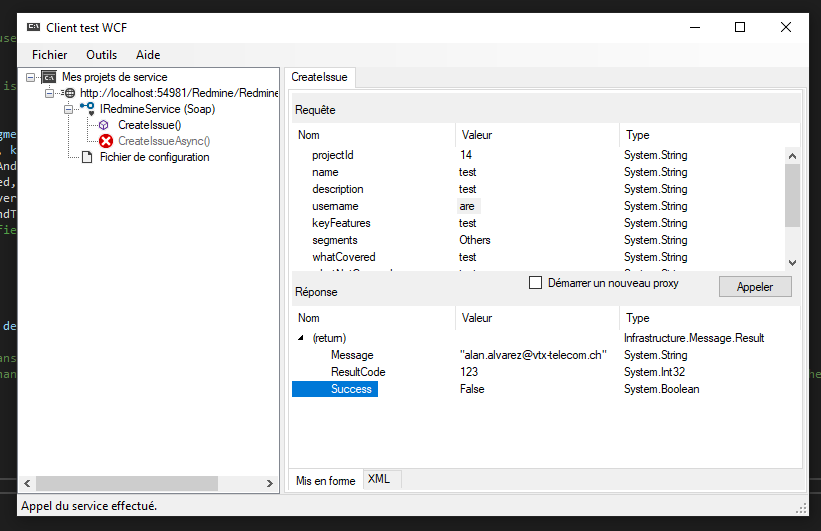 Client test WCF
Fichier Outils Aide
Mes projets de service
http://localhost:54981/Redmine/Redmine
IRedmineService (Soap)
CreateIssue()
CreateIssueAsync()
Fichier de configuration
CreateIssue
Requête
Nom Valeur Type
projectId 14 System.String
name test System.String
description test System.String
username are System.String
keyFeatures test System.String
segments Others System.String
whatCovered test System.String
Démarrer un nouveau proxy Appeler
Réponse
Nom Valeur Type
(return) Infrastructure.Message.Result
Message "alan.alvarez@vtx-telecom.ch" System.String
ResultCode 123 System.Int32
Success False System.Boolean
Mis en forme XML
Appel du service effectué.